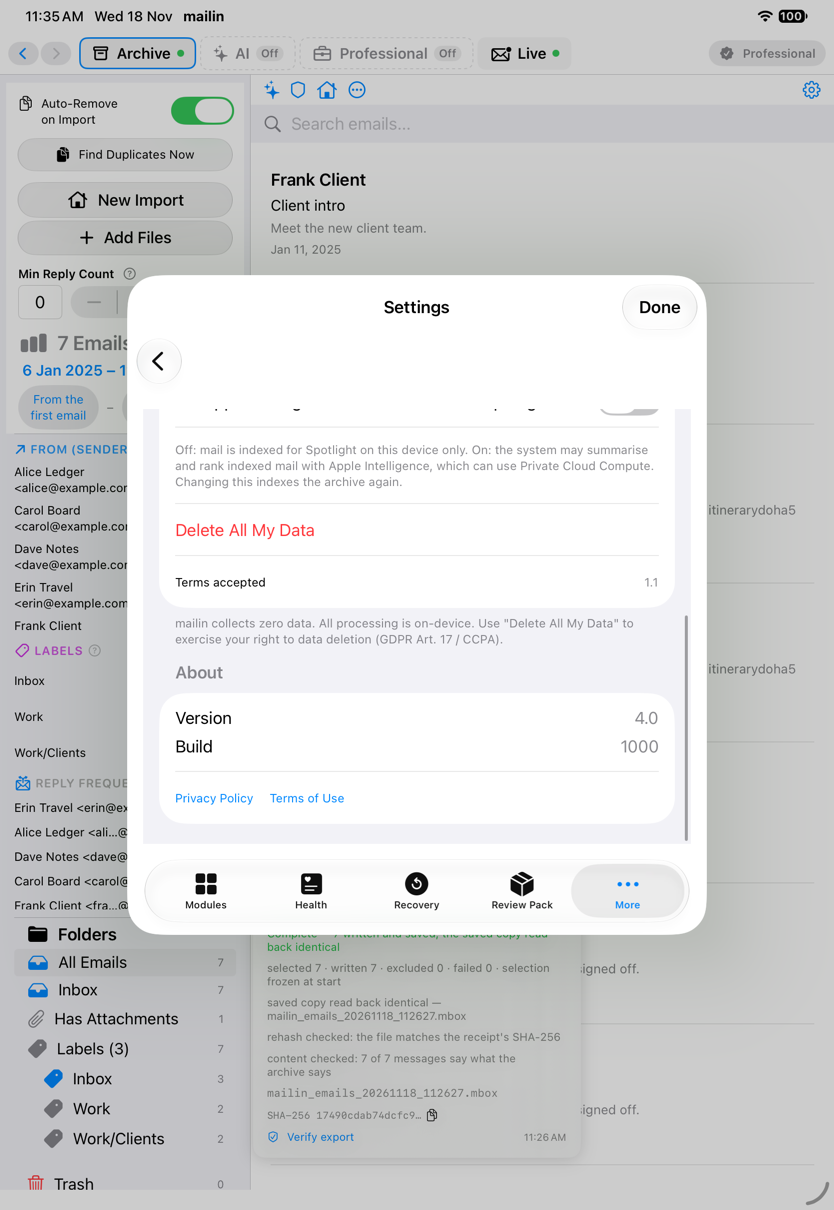 11:35 AM Wed 18 Nov mailin
100
Archive
AI Off
Professional Off
Live
Professional
Auto-Remove
on Import
Find Duplicates Now
New Import
+ Add Files
Min Reply Count ?
0
7 Emails
6 Jan 2025 – 1
From the
first email
–
FROM (SENDER
Alice Ledger
<alice@example.com
Carol Board
<carol@example.com
Dave Notes
<dave@example.com
Erin Travel
<erin@example.com
Frank Client
LABELS ?
Inbox
Work
Work/Clients
REPLY FREQUE
Erin Travel <erin@ex
Alice Ledger <ali...@
Dave Notes <dave@
Carol Board <carol@
Frank Client <fra...@
Folders
All Emails 7
Inbox 7
Has Attachments 1
Labels (3) 7
Inbox 3
Work 2
Work/Clients 2
Trash 0
Search emails...
Frank Client
Client intro
Meet the new client team.
Jan 11, 2025
itinerarydoha5
itinerarydoha5
igned off.
igned off.
Settings
Done
Off: mail is indexed for Spotlight on this device only. On: the system may summarise
and rank indexed mail with Apple Intelligence, which can use Private Cloud Compute.
Changing this indexes the archive again.
Delete All My Data
Terms accepted 1.1
mailin collects zero data. All processing is on-device. Use "Delete All My Data" to
exercise your right to data deletion (GDPR Art. 17 / CCPA).
About
Version 4.0
Build 1000
Privacy Policy Terms of Use
Modules
Health
Recovery
Review Pack
More
back identical
selected 7 · written 7 · excluded 0 · failed 0 · selection
frozen at start
saved copy read back identical —
mailin_emails_20261118_112627.mbox
rehash checked: the file matches the receipt's SHA-256
content checked: 7 of 7 messages say what the
archive says
mailin_emails_20261118_112627.mbox
SHA-256 17490cdab74dcfc9…
Verify export 11:26 AM